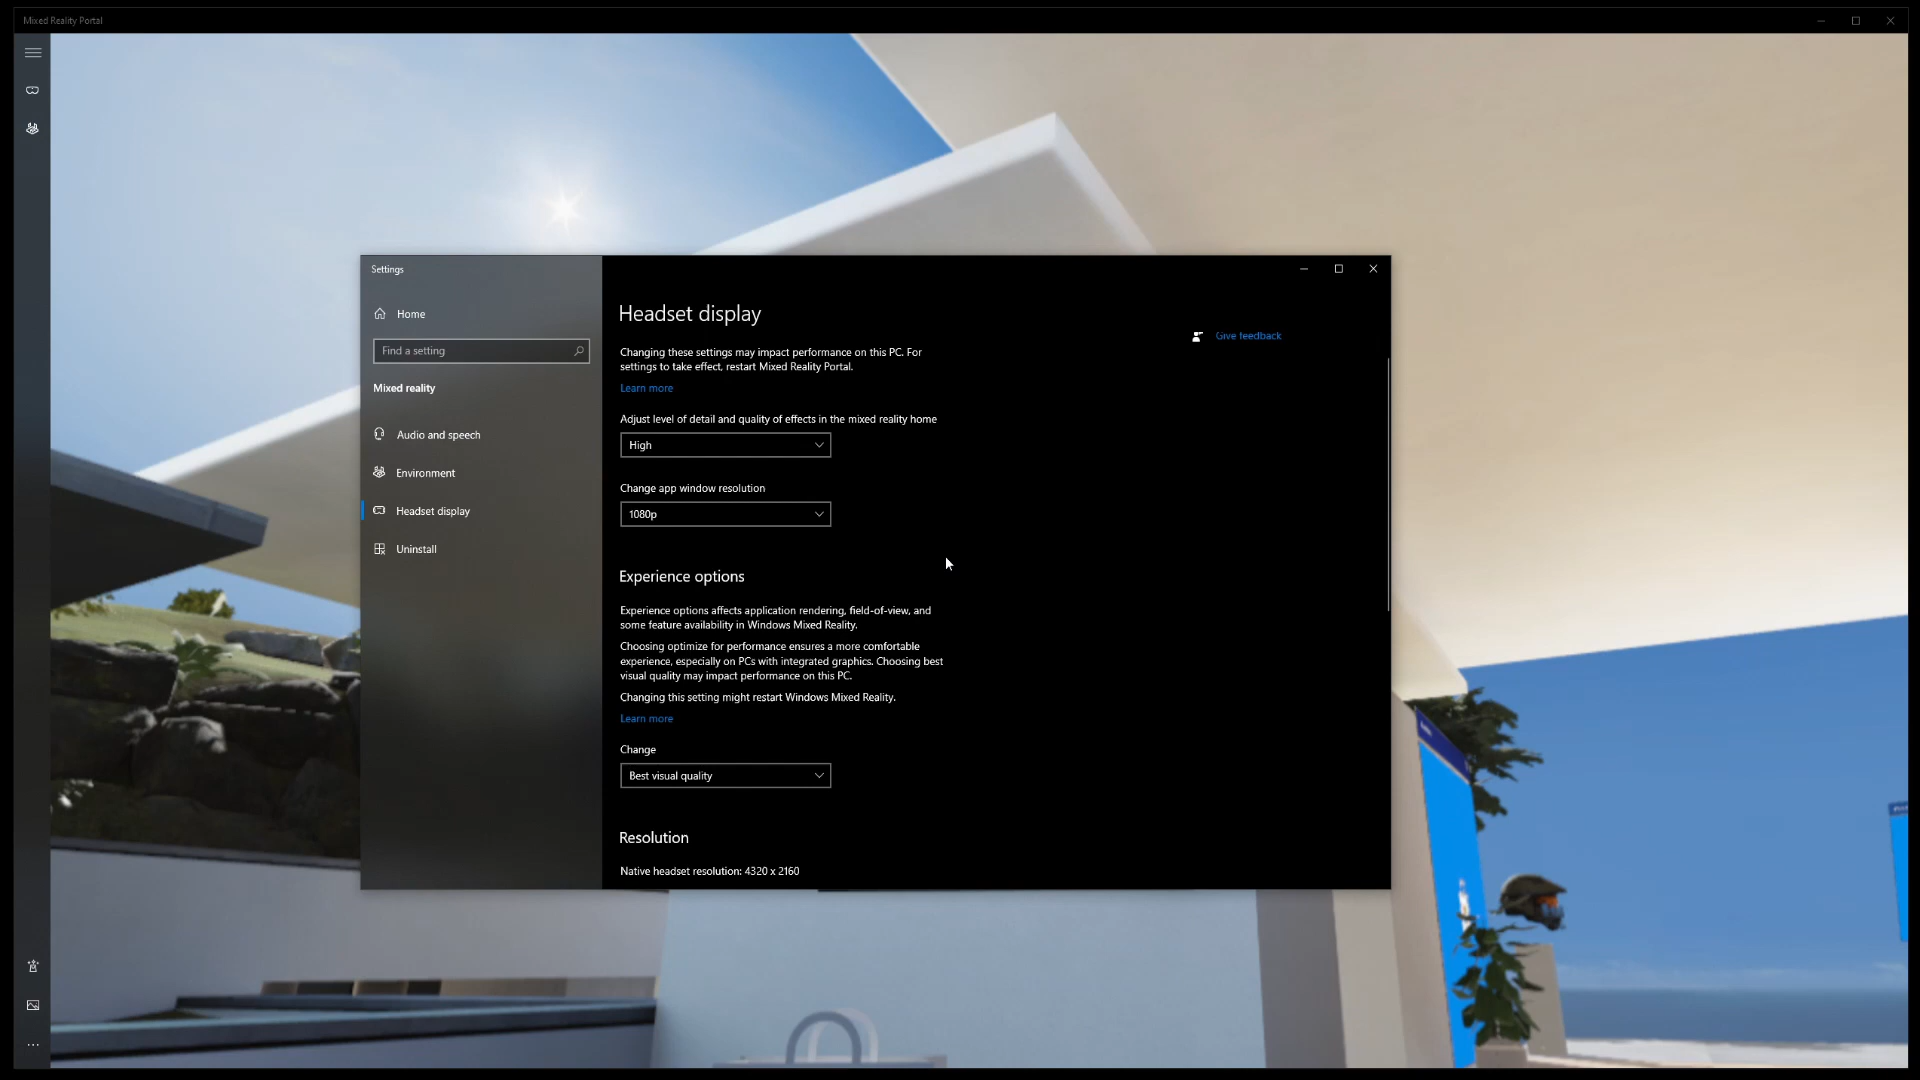 Mixed Reality Portal
Settings
Home
Find a setting
Mixed reality
Audio and speech
Environment
Headset display
Uninstall
Headset display
Give feedback
Changing these settings may impact performance on this PC. For
settings to take effect, restart Mixed Reality Portal.
Learn more
Adjust level of detail and quality of effects in the mixed reality home
High
Change app window resolution
1080p
Experience options
Experience options affects application rendering, field-of-view, and
some feature availability in Windows Mixed Reality.
Choosing optimize for performance ensures a more comfortable
experience, especially on PCs with integrated graphics. Choosing best
visual quality may impact performance on this PC.
Changing this setting might restart Windows Mixed Reality.
Learn more
Change
Best visual quality
Resolution
Native headset resolution: 4320 x 2160